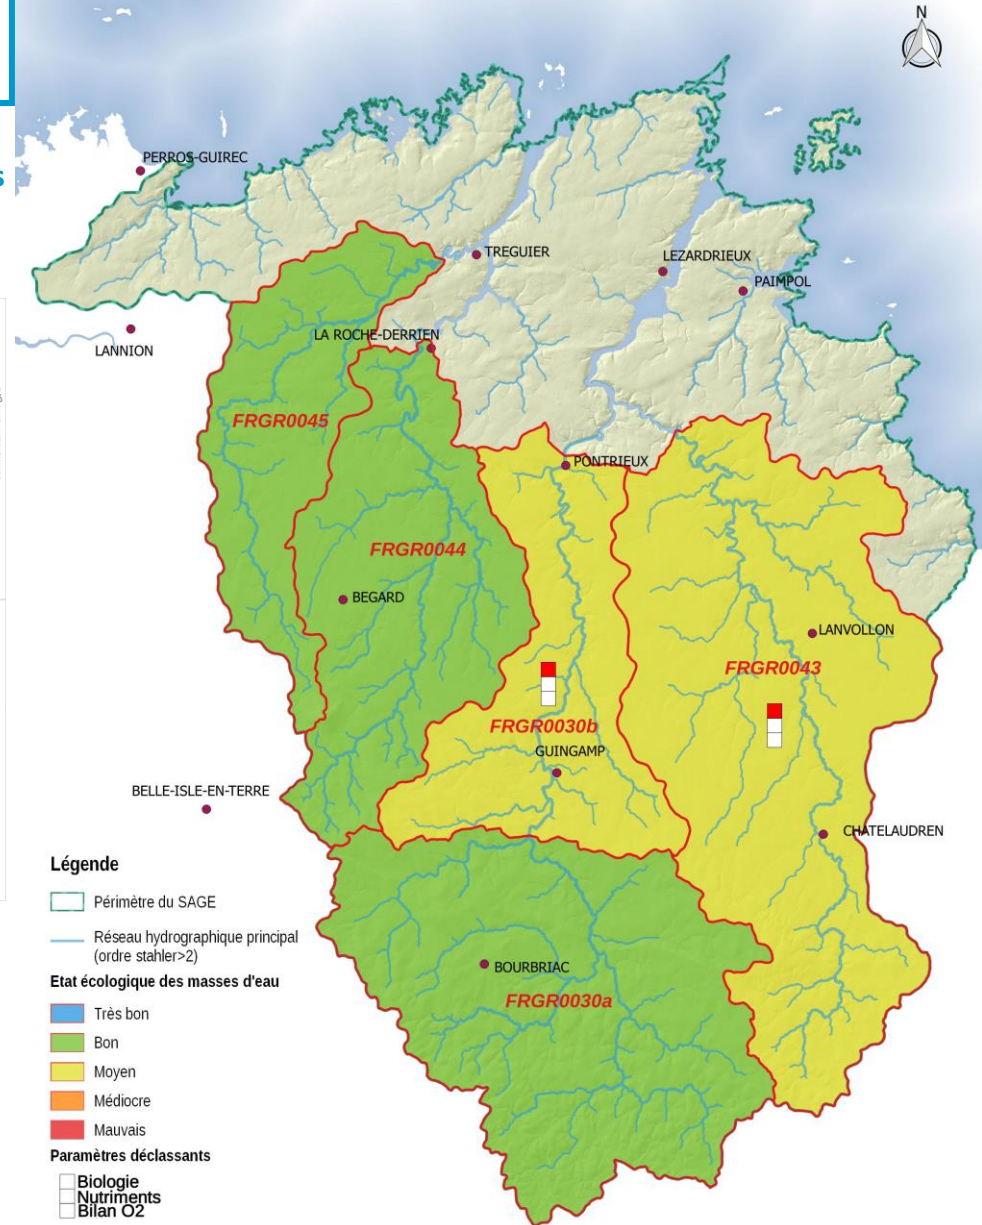 N
PERROS-GUIREC
s
TREGUIER
LEZARDRIEUX
PAIMPOL
LANNION
LA ROCHE-DERRIEN
FRGR0045
PONTRIEUX
FRGR0044
BEGARD
LANVOLLON
FRGR0043
FRGR0030b
GUINGAMP
BELLE-ISLE-EN-TERRE
CHATELAUDREN
BOURBRIAC
FRGR0030a
Légende
Périmètre du SAGE
Réseau hydrographique principal
(ordre stahler>2)
Etat écologique des masses d'eau
Très bon
Bon
Moyen
Médiocre
Mauvais
Paramètres déclassants
Biologie
Nutriments
Bilan O2